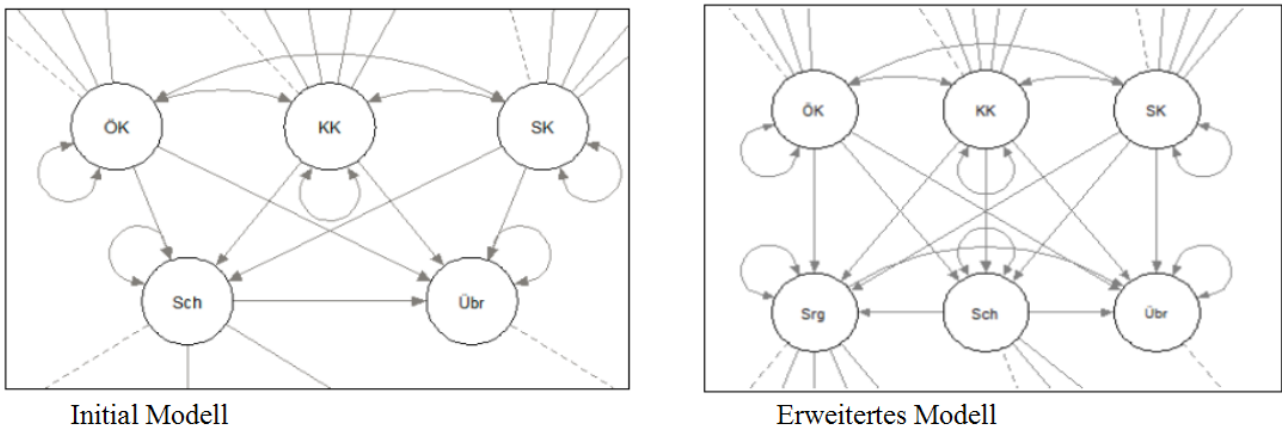 ÖK KK SK
Sch Übr
Initial Modell
ÖK KK SK
Srg Sch Übr
Erweitertes Modell